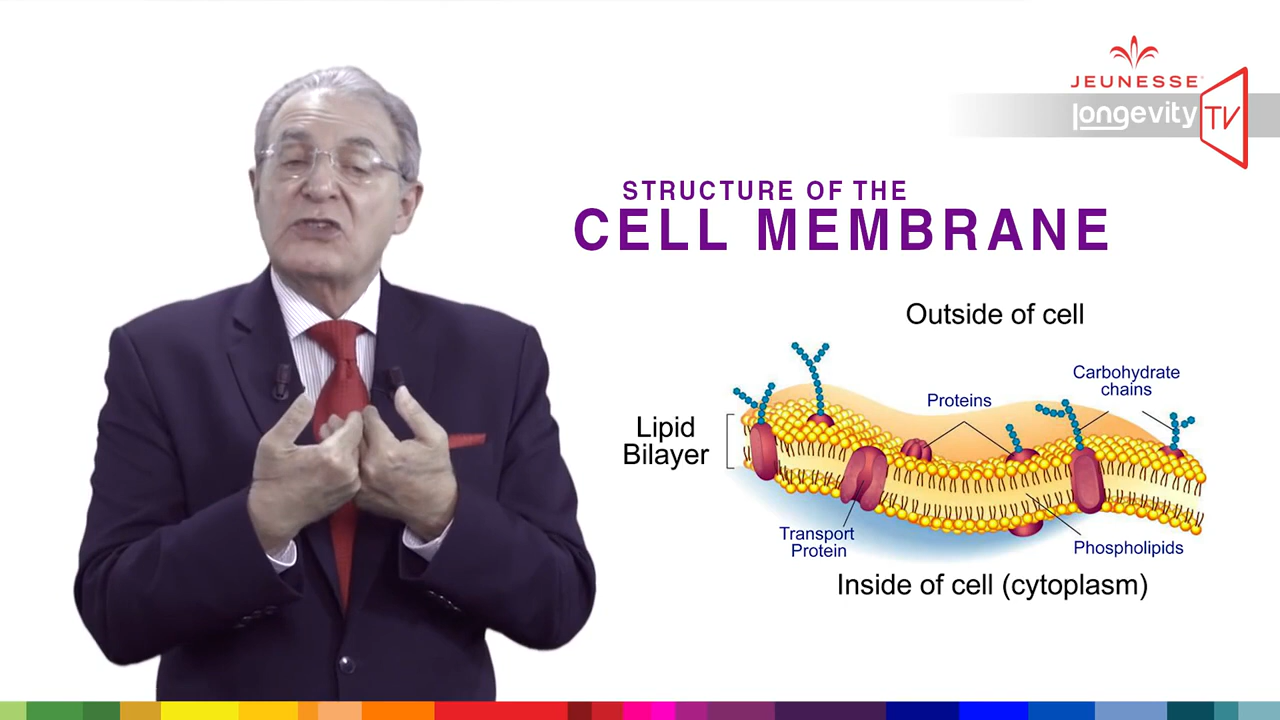 JEUNESSE
longevity TV
STRUCTURE OF THE
CELL MEMBRANE
Outside of cell
Carbohydrate
chains
Proteins
Lipid
Bilayer
Transport
Protein
Phospholipids
Inside of cell (cytoplasm)